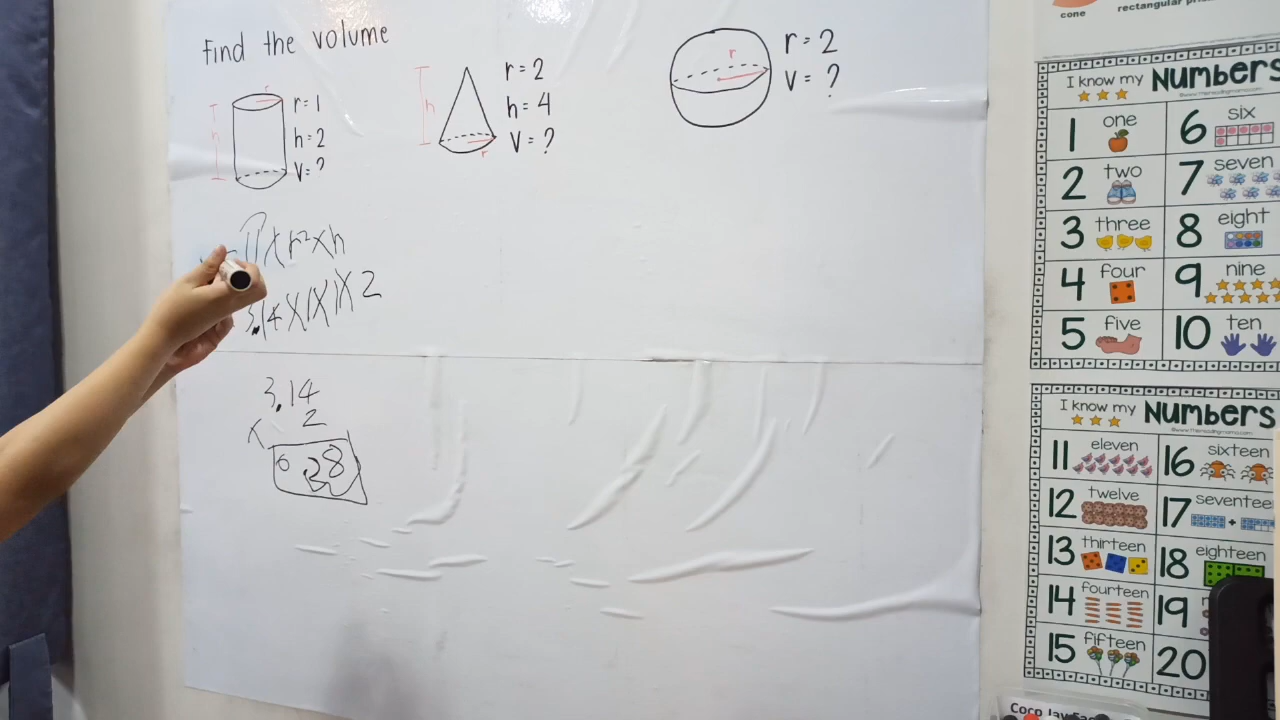 Find the volume
r
h
r = 1
h = 2
V = ?
h
r
r = 2
h = 4
V = ?
r
r = 2
V = ?
π x r² x h
3.14 x 1 x 1 x 2
3.14
x 2
6.28
cone
I know my Numbers
1 one
2 two
3 three
4 four
5 five
6 six
7 seven
8 eight
9 nine
10 ten
I know my Numbers
11 eleven
12 twelve
13 thirteen
14 fourteen
15 fifteen
16 sixteen
17
18 eighteen
19
20